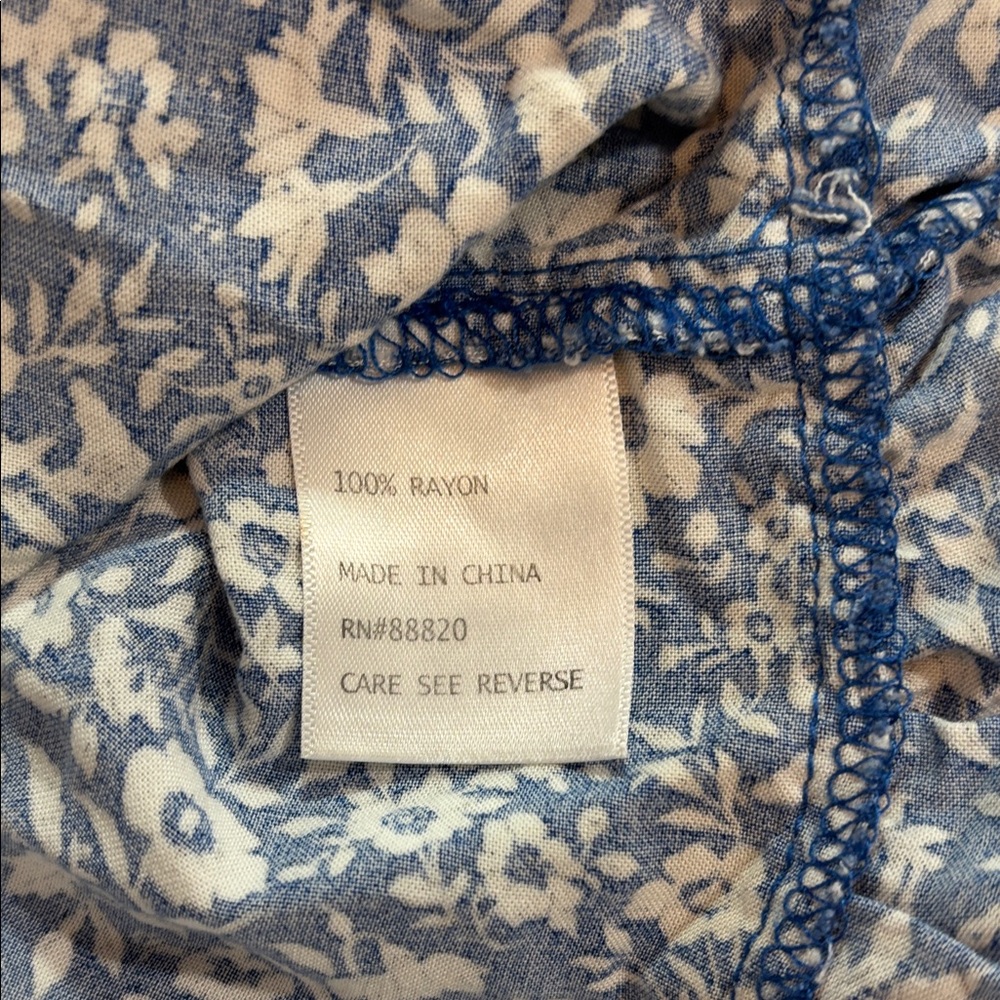 100% RAYON
MADE IN CHINA
RN#88820
CARE SEE REVERSE